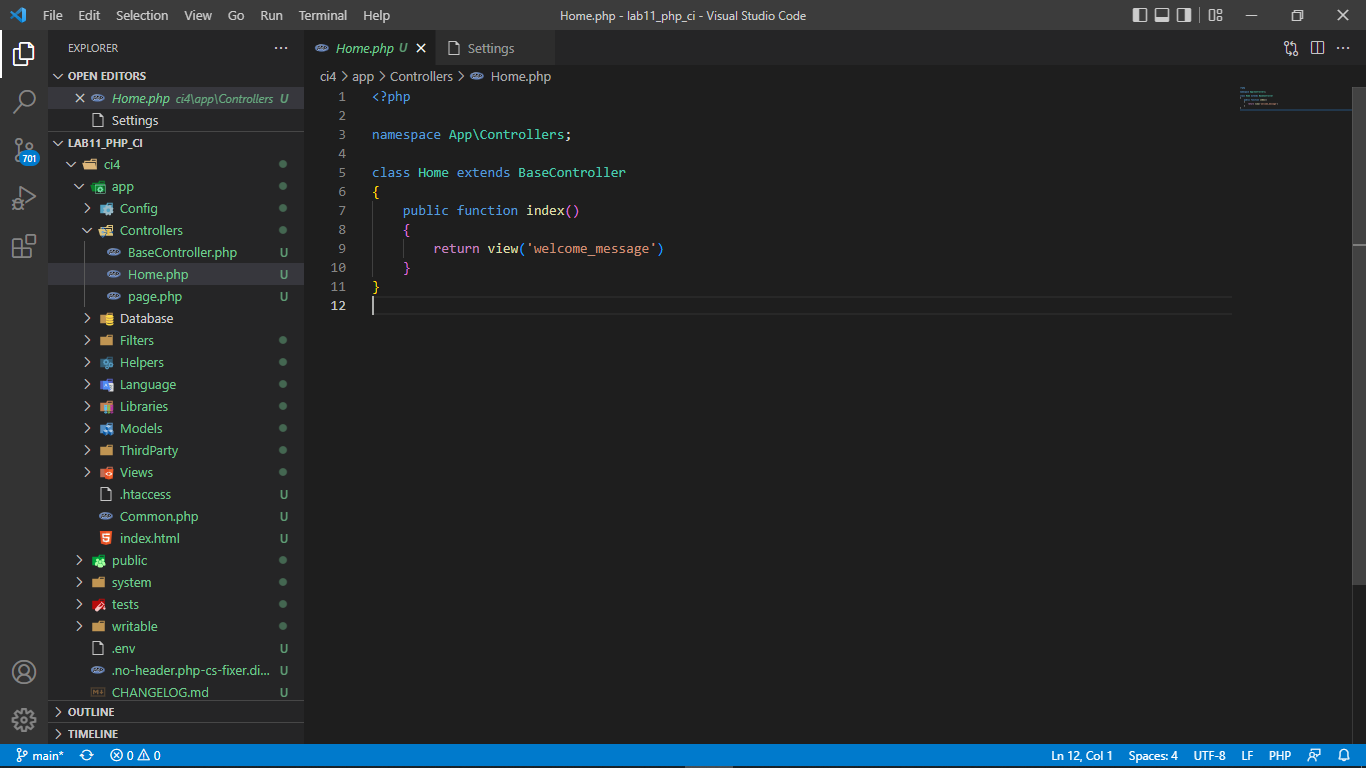 File Edit Selection View Go Run Terminal Help
Home.php - lab11_php_ci - Visual Studio Code
EXPLORER
OPEN EDITORS
Home.php ci4\app\Controllers U
Settings
LAB11_PHP_CI
ci4
app
Config
Controllers
BaseController.php U
Home.php U
page.php U
Database
Filters
Helpers
Language
Libraries
Models
ThirdParty
Views
.htaccess U
Common.php U
index.html U
public
system
tests
writable
.env U
.no-header.php-cs-fixer.di... U
CHANGELOG.md U
OUTLINE
TIMELINE
701
Home.php U
Settings
ci4 > app > Controllers > Home.php
1 <?php
2
3 namespace App\Controllers;
4
5 class Home extends BaseController
6 {
7 public function index()
8 {
9 return view('welcome_message')
10 }
11 }
12
main* 0 0
Ln 12, Col 1 Spaces: 4 UTF-8 LF PHP